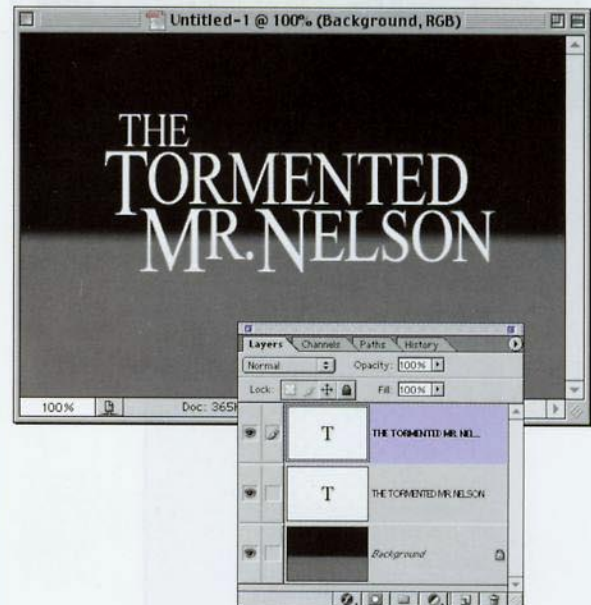 Untitled-1 @ 100% (Background, RGB)
THE
TORMENTED
MR. NELSON
100%
Doc: 365K
Layers
Channels
Paths
History
Normal
Opacity: 100%
Lock:
Fill: 100%
T
THE TORMENTED MR. NEL...
T
THE TORMENTED MR. NELSON
Background